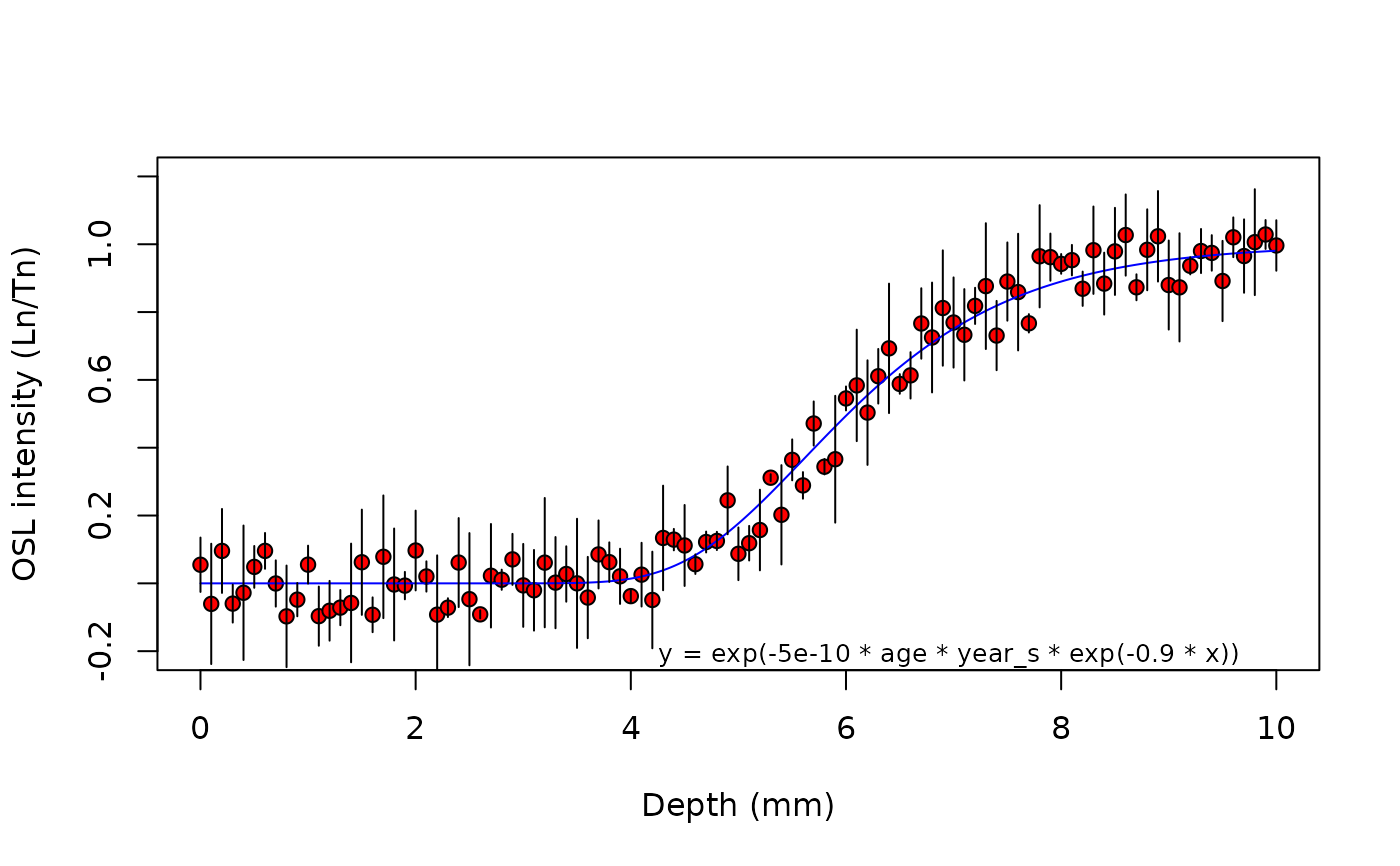 OSL intensity (Ln/Tn)
1.0
0.6
0.2
-0.2
y = exp(-5e-10 * age * year_s * exp(-0.9 * x))
0 2 4 6 8 10
Depth (mm)